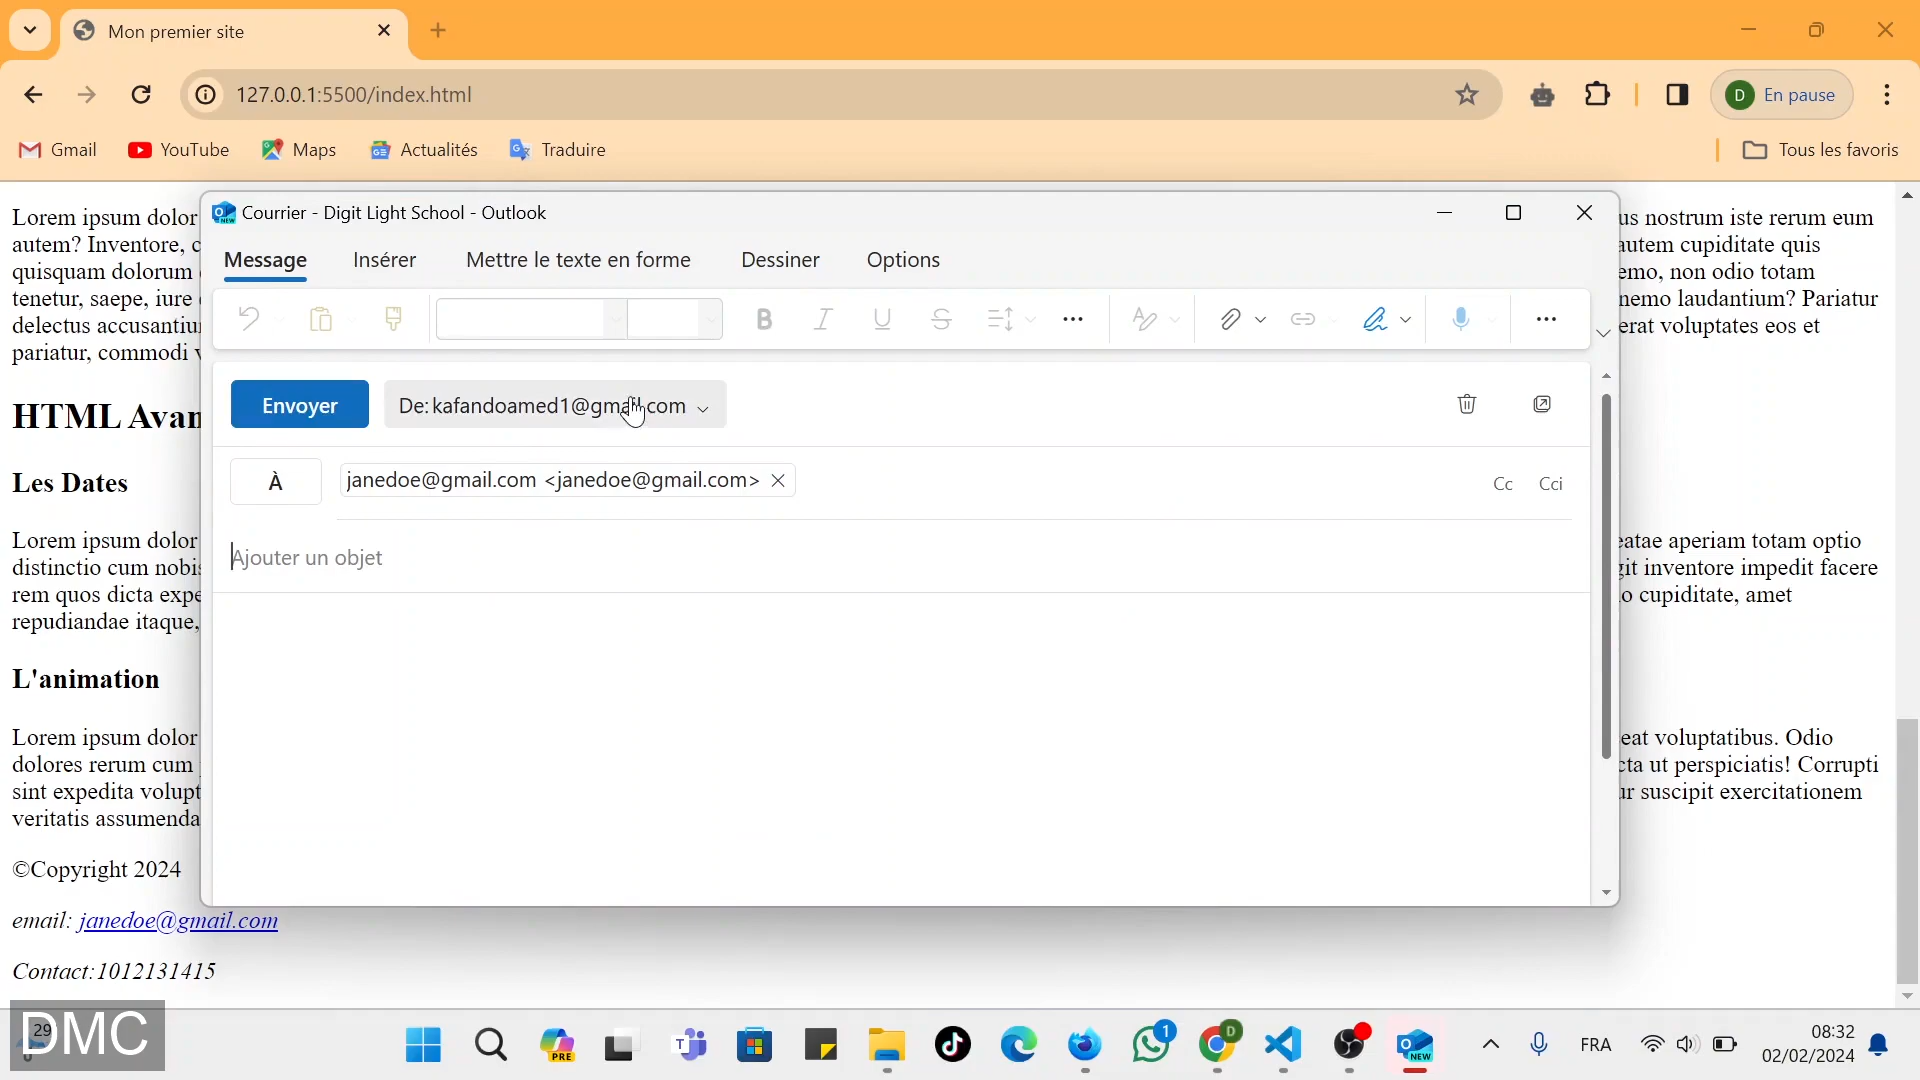 Mon premier site
127.0.0.1:5500/index.html
D En pause
Gmail YouTube Maps Actualités Traduire Tous les favoris
Courrier - Digit Light School - Outlook
Message Insérer Mettre le texte en forme Dessiner Options
Envoyer De: kafandoamed1@gmail.com
À janedoe@gmail.com <janedoe@gmail.com> Cc Cci
Ajouter un objet
Lorem ipsum dolor
autem? Inventore, c
quisquam dolorum
tenetur, saepe, iure
delectus
pariatur, commodi
us nostrum iste rerum eum
autem cupiditate quis
emo, non odio totam
nemo laudantium? Pariatur
erat voluptates eos et
HTML Avan
Les Dates
Lorem ipsum dolor
distinctio cum nobis
rem quos dicta expe
repudiandae itaque,
eatae aperiam totam optio
git inventore impedit facere
o cupiditate, amet
L'animation
Lorem ipsum dolor
dolores rerum cum
sint expedita volupt
veritatis assumenda
eat voluptatibus. Odio
cta ut perspiciatis! Corrupti
ur suscipit exercitationem
©Copyright 2024
email: janedoe@gmail.com
Contact:1012131415
DMC
29
PRE
NEW
1
D
FRA
08:32
02/02/2024